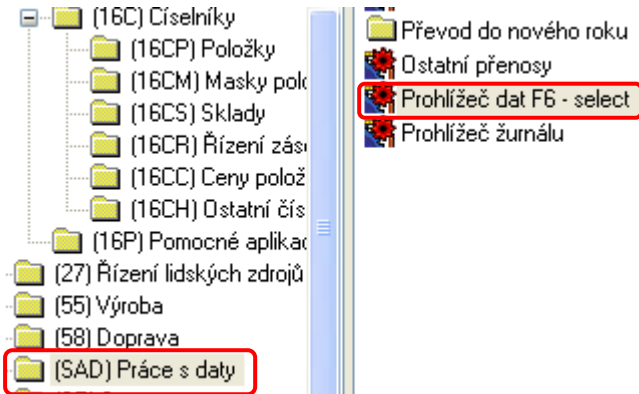 (16C) Číselníky
(16CP) Položky
(16CM) Masky polo
(16CS) Sklady
(16CR) Řízení záso
(16CC) Ceny polož
(16CH) Ostatní čís
(16P) Pomocné aplikac
(27) Řízení lidských zdrojů
(55) Výroba
(58) Doprava
(SAD) Práce s daty
Převod do nového roku
Ostatní přenosy
Prohlížeč dat F6 - select
Prohlížeč žurnálu